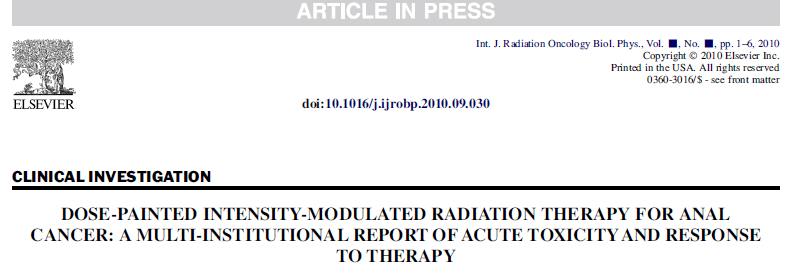 ARTICLE IN PRESS
Int. J. Radiation Oncology Biol. Phys., Vol. ■, No. ■, pp. 1–6, 2010
Copyright © 2010 Elsevier Inc.
Printed in the USA. All rights reserved
0360-3016/$ - see front matter
ELSEVIER
doi:10.1016/j.ijrobp.2010.09.030
CLINICAL INVESTIGATION
DOSE-PAINTED INTENSITY-MODULATED RADIATION THERAPY FOR ANAL
CANCER: A MULTI-INSTITUTIONAL REPORT OF ACUTE TOXICITY AND RESPONSE
TO THERAPY